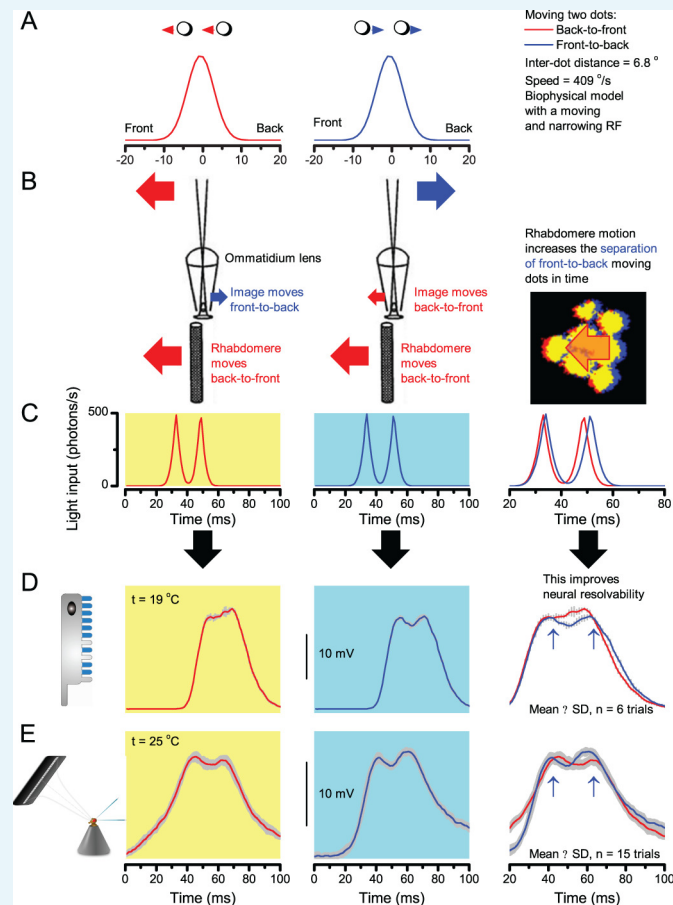 A
Front
Back
-20 -10 0 10 20
Front
Back
-20 -10 0 10 20
Moving two dots:
Back-to-front
Front-to-back
Inter-dot distance = 6.8 °
Speed = 409 °/s
Biophysical model
with a moving
and narrowing RF
B
Ommatidium lens
Image moves
front-to-back
Rhabdomere
moves
back-to-front
Image moves
back-to-front
Rhabdomere
moves
back-to-front
Rhabdomere motion
increases the separation
of front-to-back moving
dots in time
C
Light input (photons/s)
500
0
0 20 40 60 80 100
Time (ms)
0 20 40 60 80 100
Time (ms)
20 40 60 80
Time (ms)
D
t = 19 °C
10 mV
This improves
neural resolvability
Mean ? SD, n = 6 trials
E
t = 25 °C
10 mV
Mean ? SD, n = 15 trials
0 20 40 60 80 100
Time (ms)
0 20 40 60 80 100
Time (ms)
20 40 60 80 100
Time (ms)